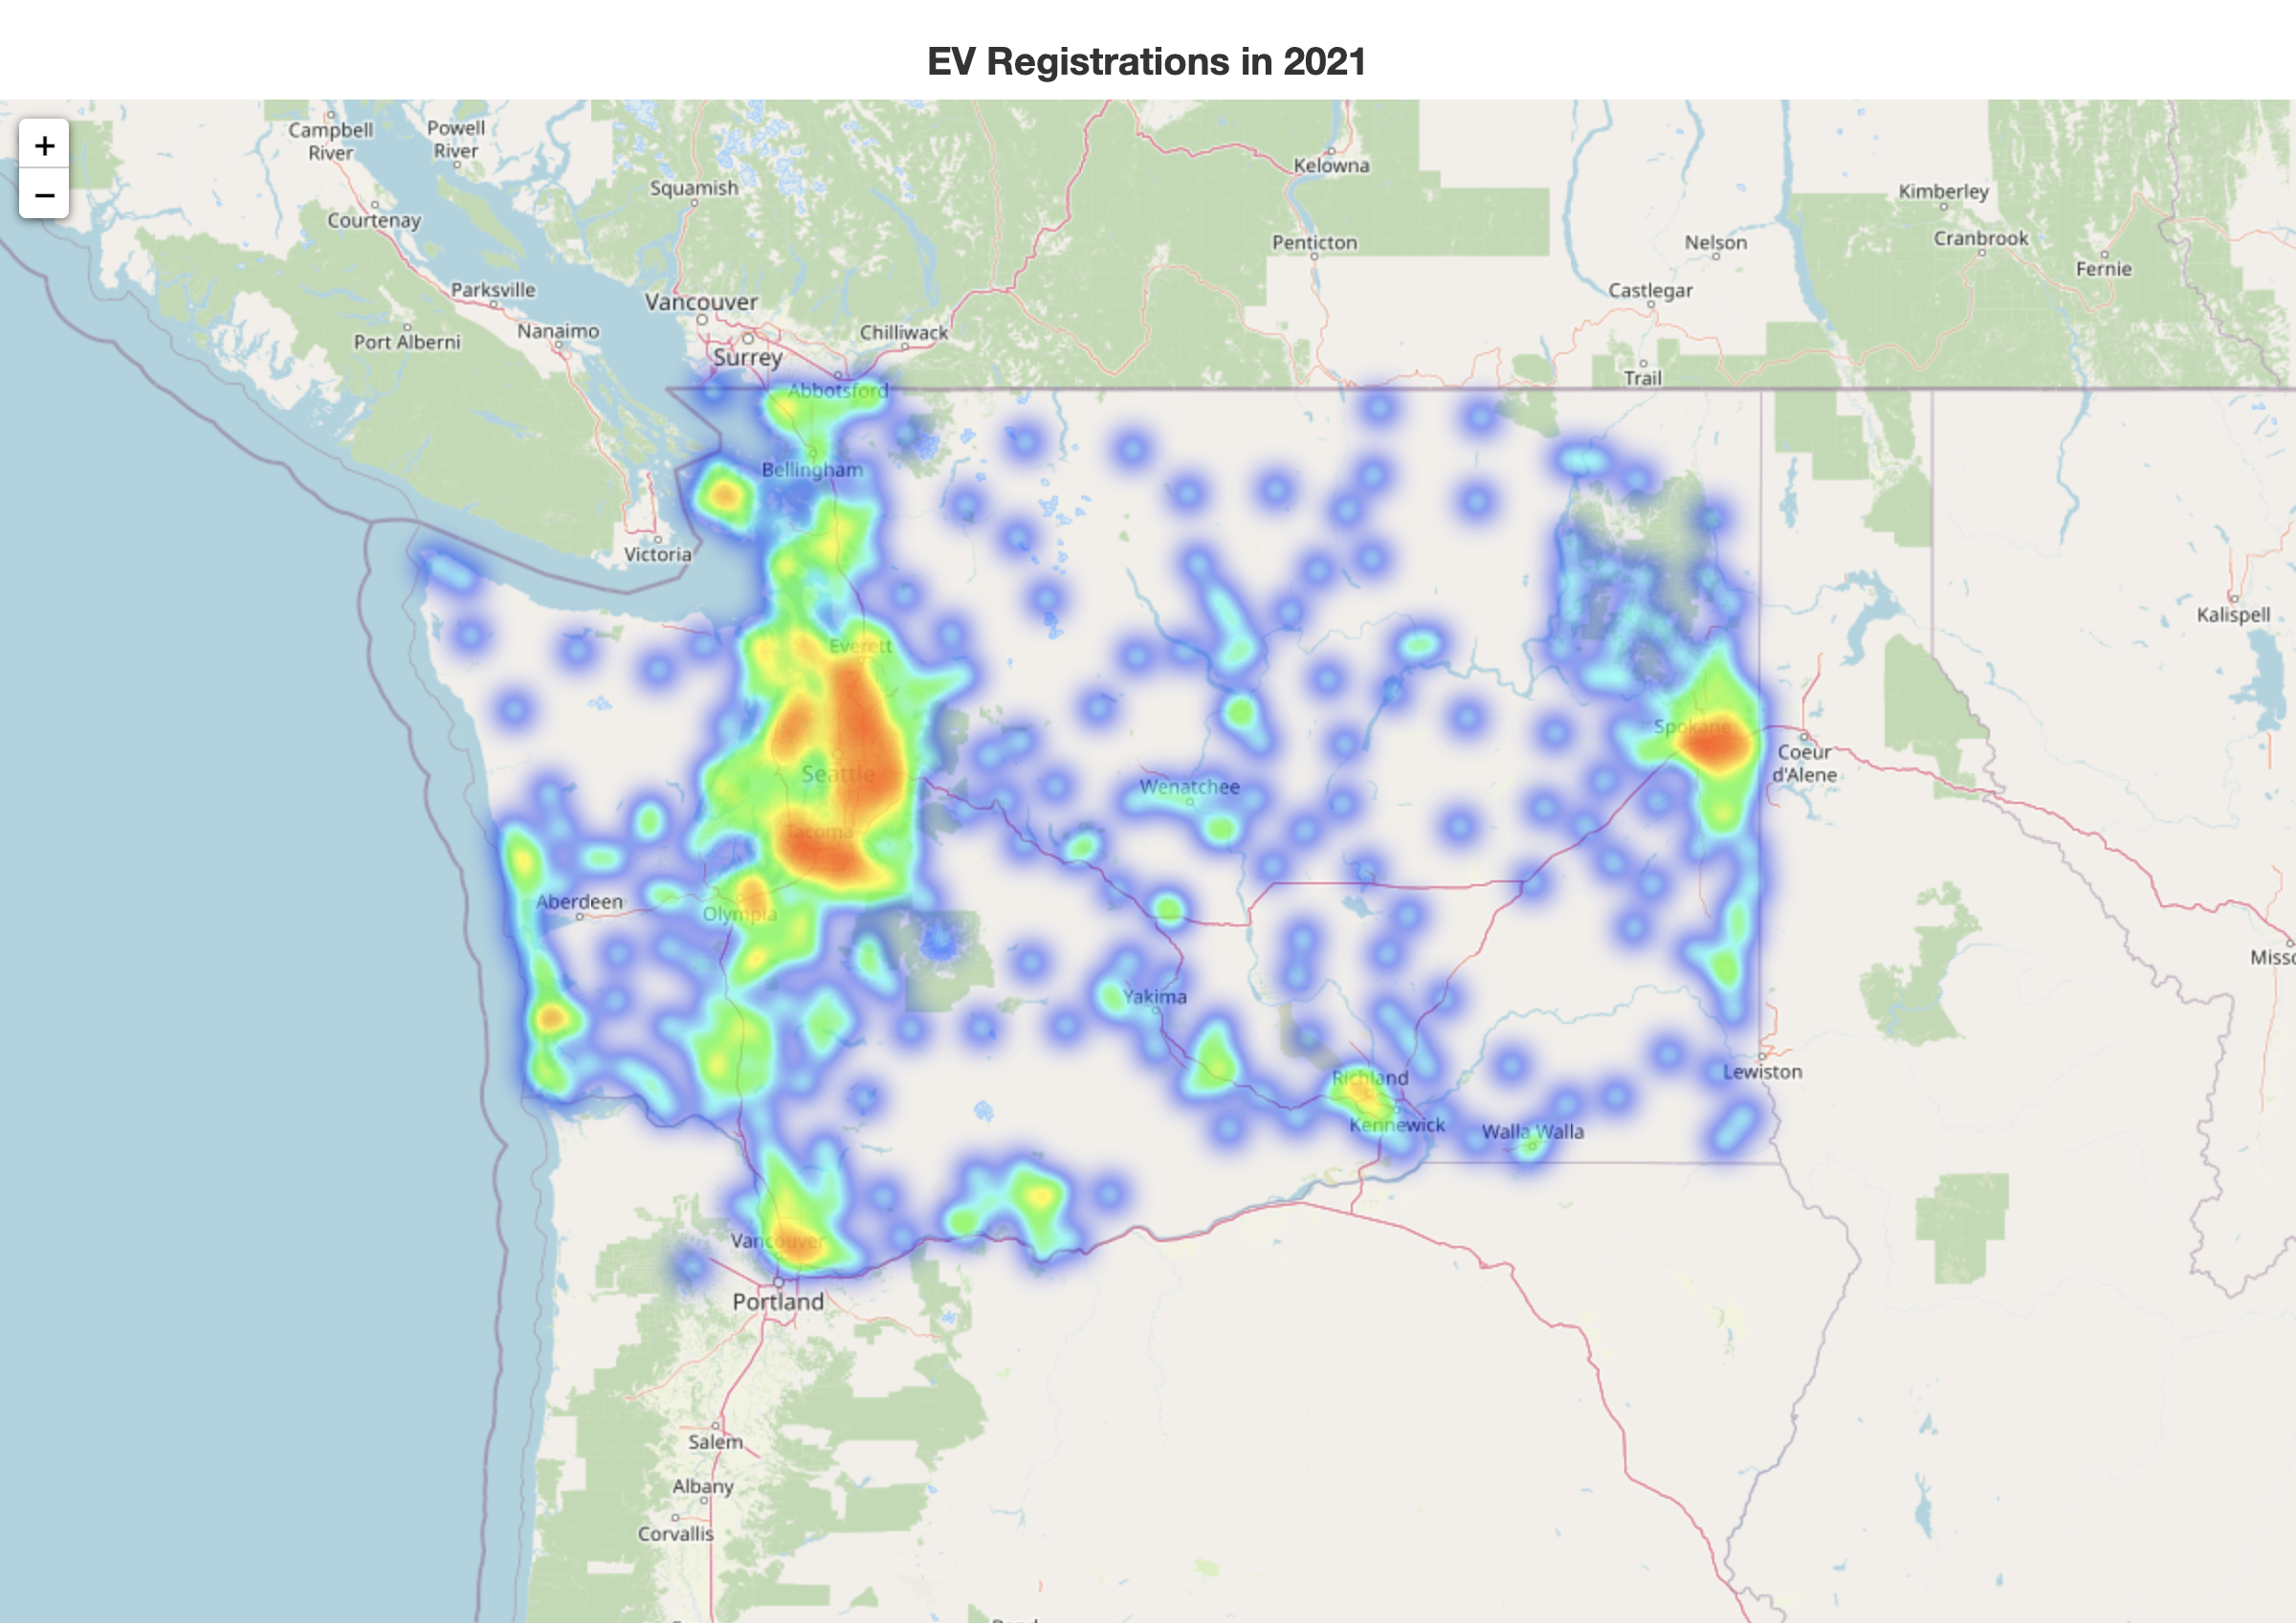 EV Registrations in 2021
+
−
Campbell
River
Powell
River
Squamish
Kelowna
Kimberley
Courtenay
Penticton
Nelson
Cranbrook
Fernie
Parksville
Vancouver
Castlegar
Port Alberni
Nanaimo
Chilliwack
Surrey
Trail
Abbotsford
Bellingham
Victoria
Kalispell
Everett
Spokane
Coeur
d'Alene
Seattle
Wenatchee
Tacoma
Aberdeen
Olympia
Misso
Yakima
Richland
Lewiston
Kennewick
Walla Walla
Vancouver
Portland
Salem
Albany
Corvallis